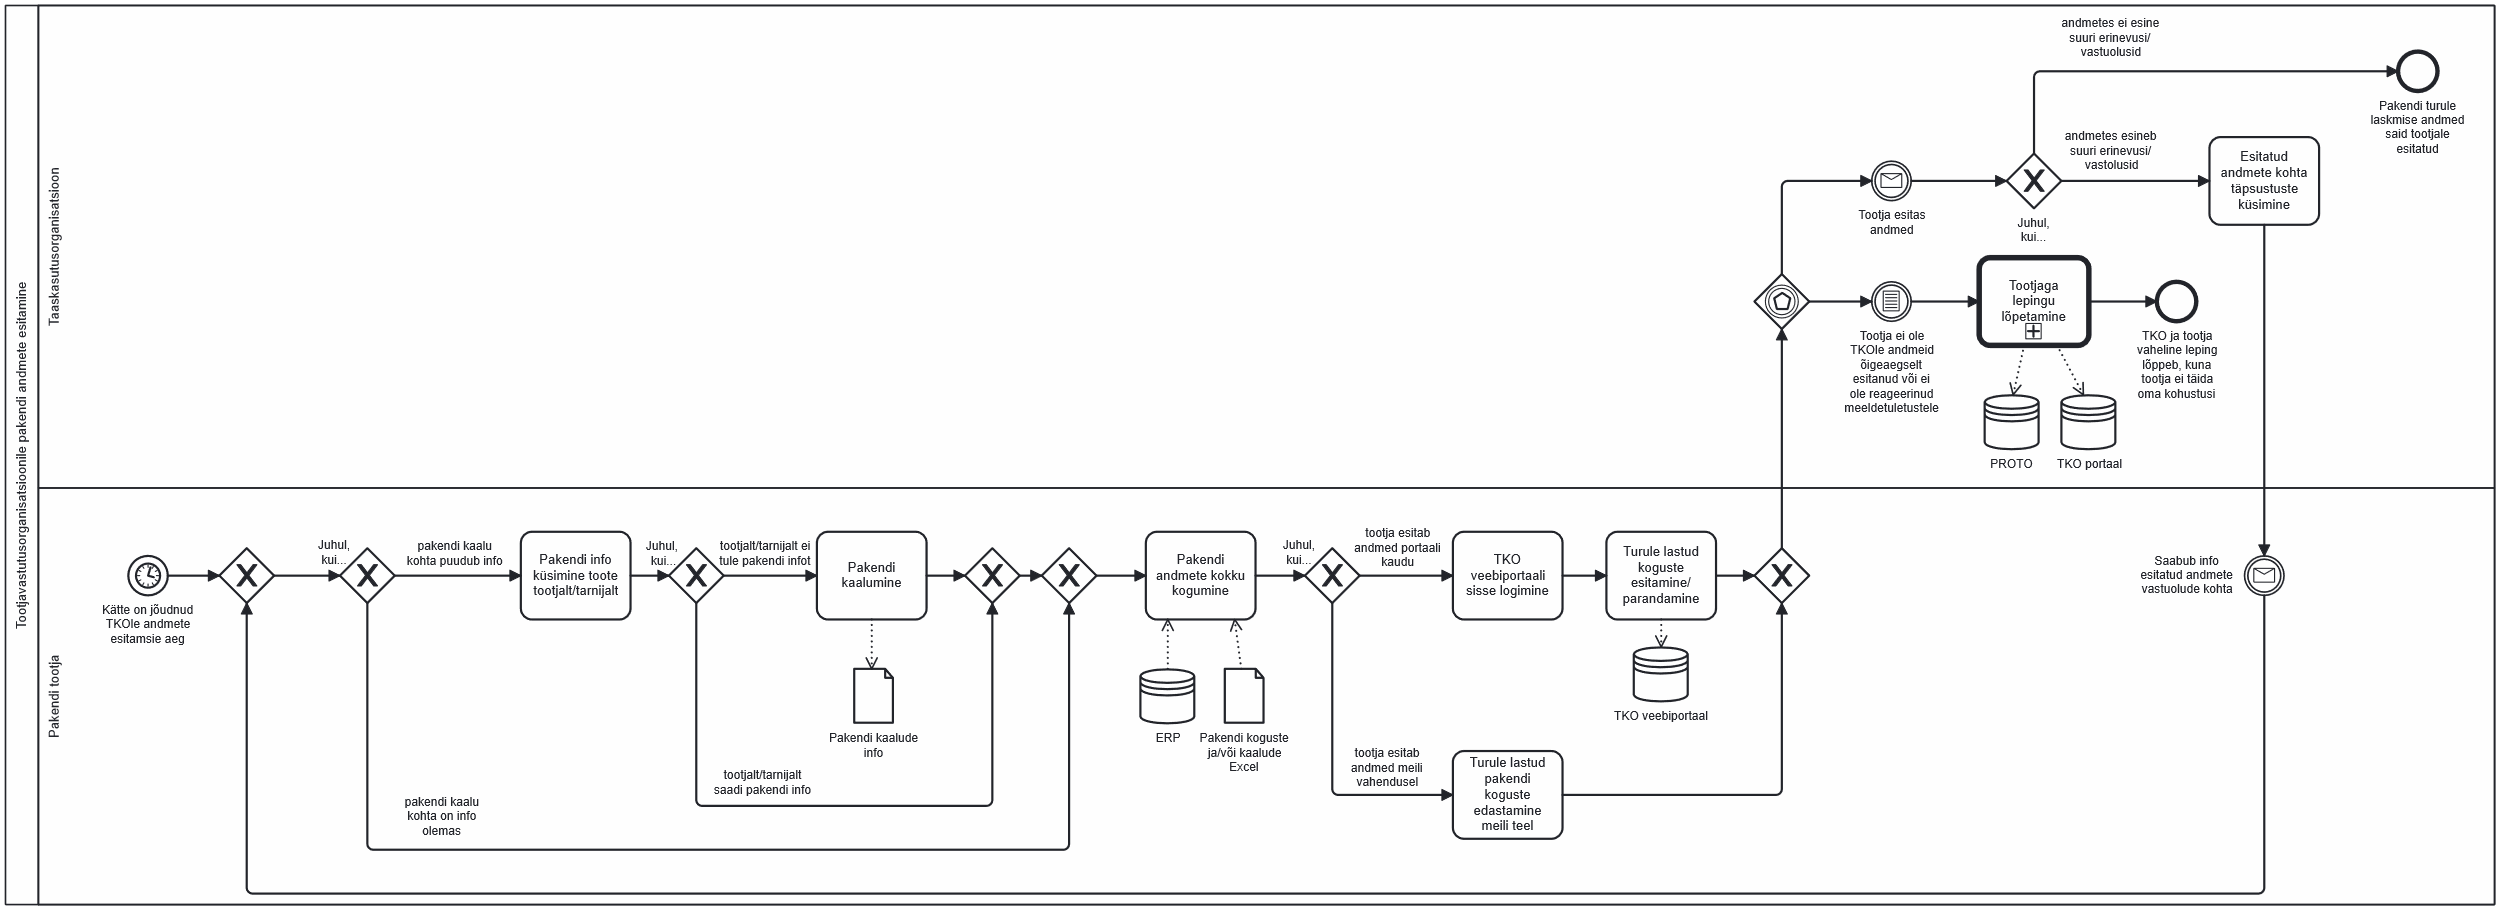 Tootjavastutusorganisatsioonile pakendi andmete esitamine
Taaskasutusorganisatsioon
andmetes ei esine
suuri erinevusi/
vastuolusid
Pakendi turule
laskmise andmed
said tootjale
esitatud
andmetes esineb
suuri erinevusi/
vastolusid
Esitatud
andmete kohta
täpsustuste
küsimine
Tootja esitas
andmed
Juhul,
kui...
Tootjaga
lepingu
lõpetamine
Tootja ei ole
TKOle andmeid
õigeaegselt
esitanud või ei
ole reageerinud
meeldetuletustele
TKO ja tootja
vaheline leping
lõppeb, kuna
tootja ei täida
oma kohustusi
PROTO
TKO portaal
Pakendi tootja
Kätte on jõudnud
TKOle andmete
esitamsie aeg
Juhul,
kui...
pakendi kaalu
kohta puudub info
Pakendi info
küsimine toote
tootjalt/tarnijalt
Juhul,
kui...
tootjalt/tarnijalt ei
tule pakendi infot
Pakendi
kaalumine
Pakendi kaalude
info
tootjalt/tarnijalt
saadi pakendi info
pakendi kaalu
kohta on info
olemas
Pakendi
andmete kokku
kogumine
ERP
Pakendi koguste
ja/või kaalude
Excel
Juhul,
kui...
tootja esitab
andmed portaali
kaudu
TKO
veebiportaali
sisse logimine
Turule lastud
koguste
esitamine/
parandamine
TKO veebiportaal
tootja esitab
andmed meili
vahendusel
Turule lastud
pakendi
koguste
edastamine
meili teel
Saabub info
esitatud andmete
vastuolude kohta